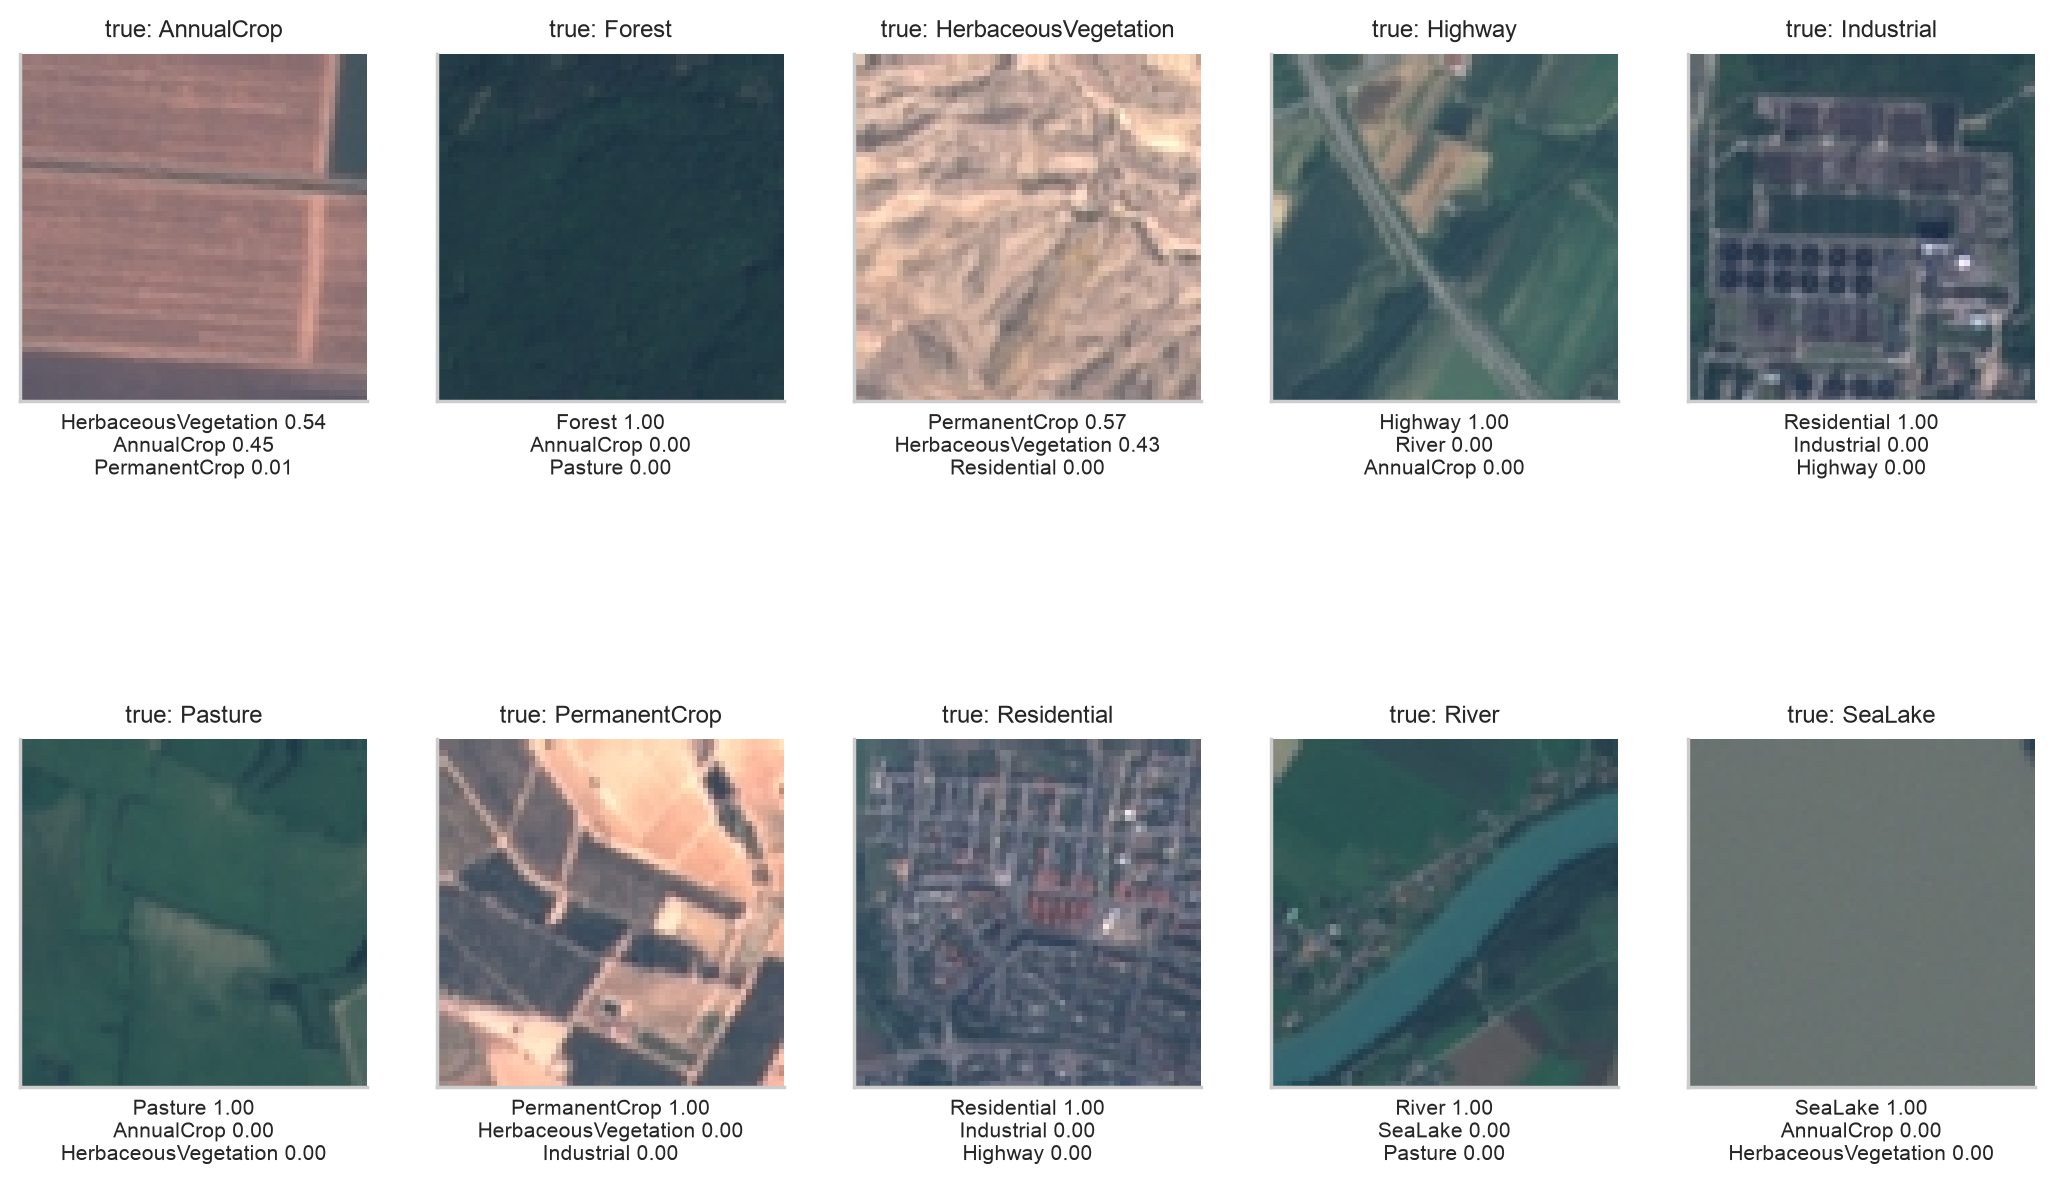 true: AnnualCrop
true: Forest
true: HerbaceousVegetation
true: Highway
true: Industrial
HerbaceousVegetation 0.54
AnnualCrop 0.45
PermanentCrop 0.01
Forest 1.00
AnnualCrop 0.00
Pasture 0.00
PermanentCrop 0.57
HerbaceousVegetation 0.43
Residential 0.00
Highway 1.00
River 0.00
AnnualCrop 0.00
Residential 1.00
Industrial 0.00
Highway 0.00
true: Pasture
true: PermanentCrop
true: Residential
true: River
true: SeaLake
Pasture 1.00
AnnualCrop 0.00
HerbaceousVegetation 0.00
PermanentCrop 1.00
HerbaceousVegetation 0.00
Industrial 0.00
Residential 1.00
Industrial 0.00
Highway 0.00
River 1.00
SeaLake 0.00
Pasture 0.00
SeaLake 1.00
AnnualCrop 0.00
HerbaceousVegetation 0.00